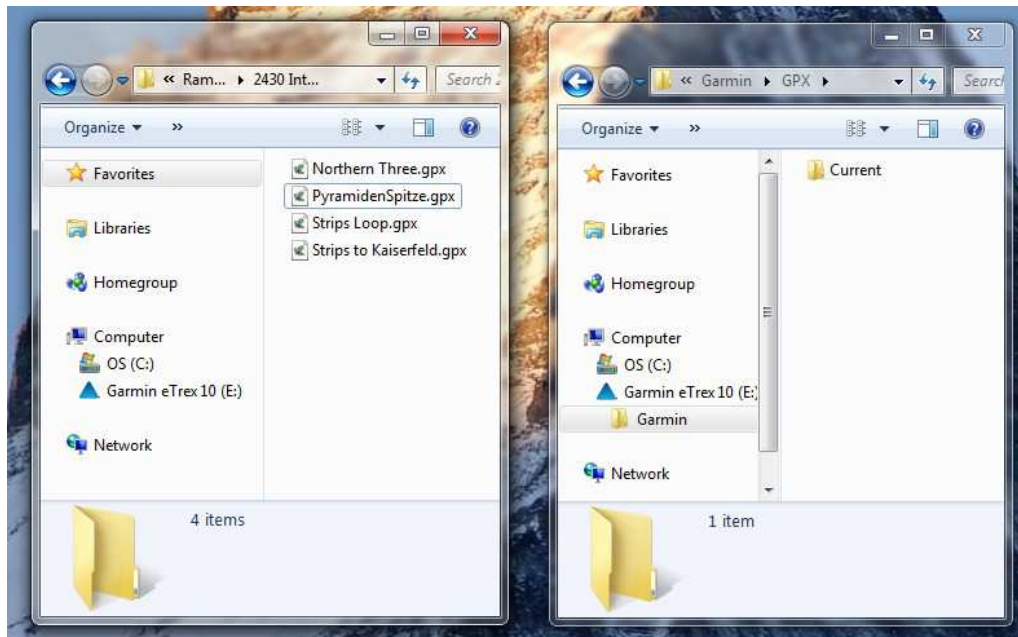 « Ram... ▸ 2430 Int...
Search 2
Organize ▾ »
Favorites
Libraries
Homegroup
Computer
OS (C:)
Garmin eTrex 10 (E:)
Network
Northern Three.gpx
PyramidenSpitze.gpx
Strips Loop.gpx
Strips to Kaiserfeld.gpx
4 items
« Garmin ▸ GPX ▸
Searc
Organize ▾ »
Favorites
Libraries
Homegroup
Computer
OS (C:)
Garmin eTrex 10 (E:)
Garmin
Network
Current
1 item